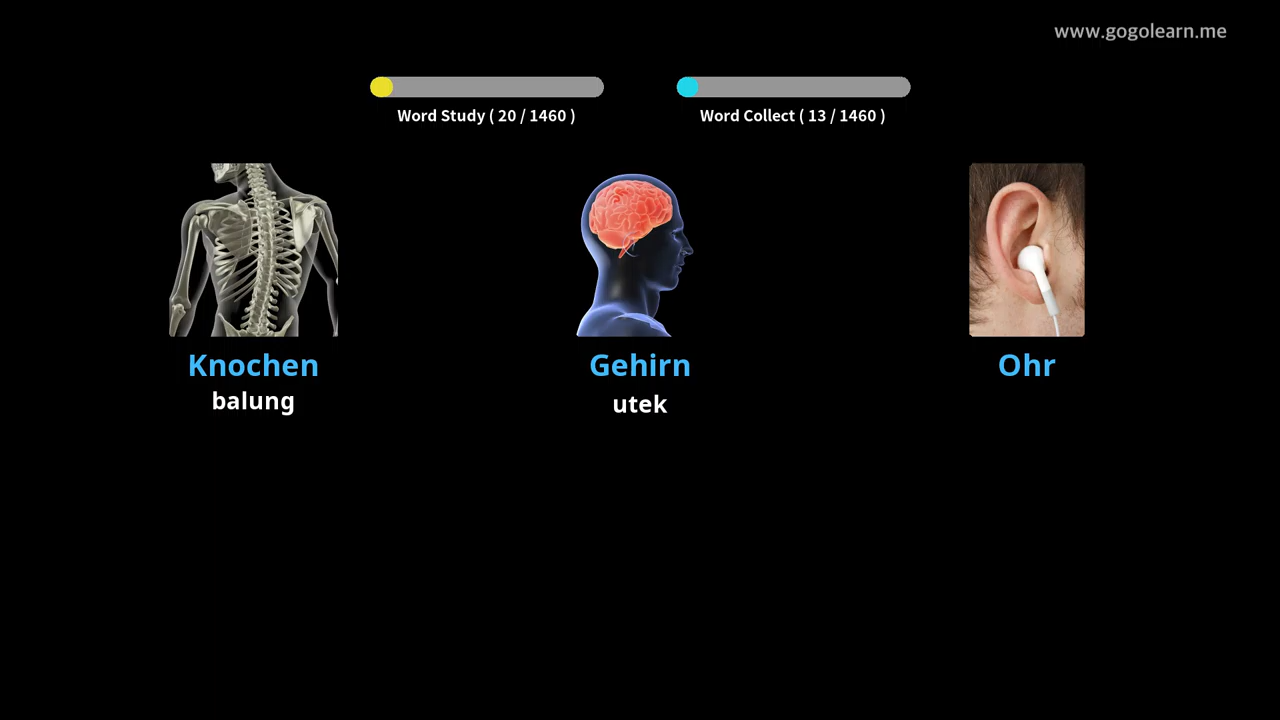 www.gogolearn.me
Word Study ( 20 / 1460 )
Word Collect ( 13 / 1460 )
Knochen
balung
Gehirn
utek
Ohr